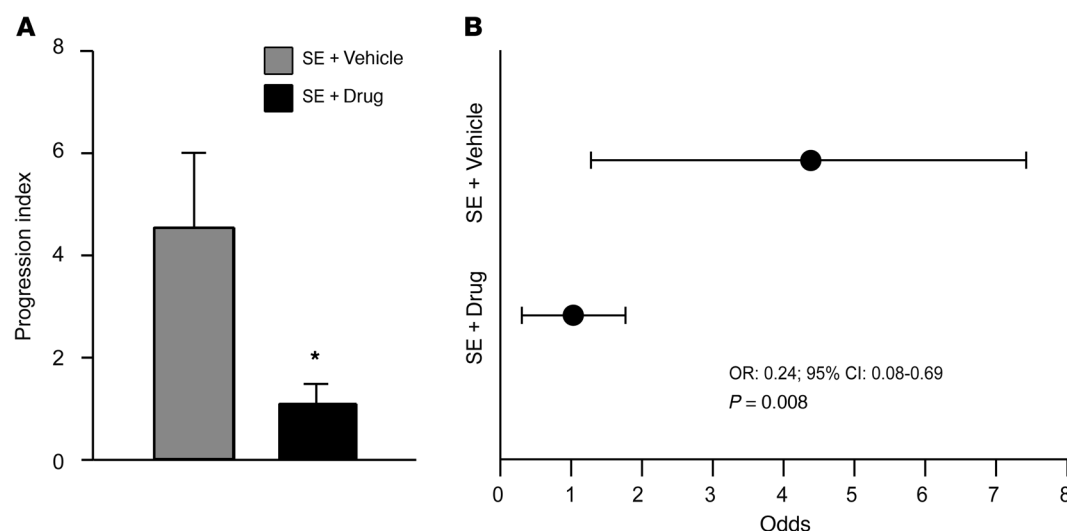 A
8
6
4
2
0
Progression index
SE + Vehicle
SE + Drug
*
B
SE + Vehicle
SE + Drug
OR: 0.24; 95% CI: 0.08-0.69
P = 0.008
0 1 2 3 4 5 6 7 8
Odds